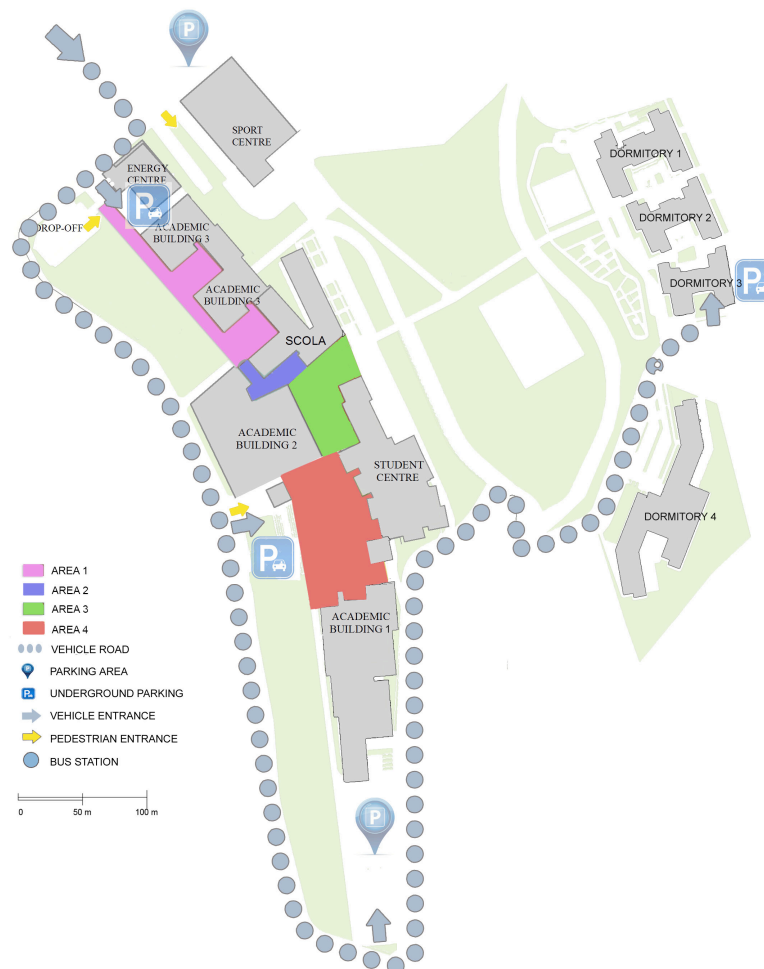 P
SPORT
CENTRE
ENERGY
CENTRE
P
DROP-OFF
ACADEMIC
BUILDING 3
ACADEMIC
BUILDING 3
SCOLA
ACADEMIC
BUILDING 2
STUDENT
CENTRE
P
ACADEMIC
BUILDING 1
P
DORMITORY 1
DORMITORY 2
DORMITORY 3
P
DORMITORY 4
AREA 1
AREA 2
AREA 3
AREA 4
VEHICLE ROAD
P PARKING AREA
P UNDERGROUND PARKING
VEHICLE ENTRANCE
PEDESTRIAN ENTRANCE
BUS STATION
0 50 m 100 m